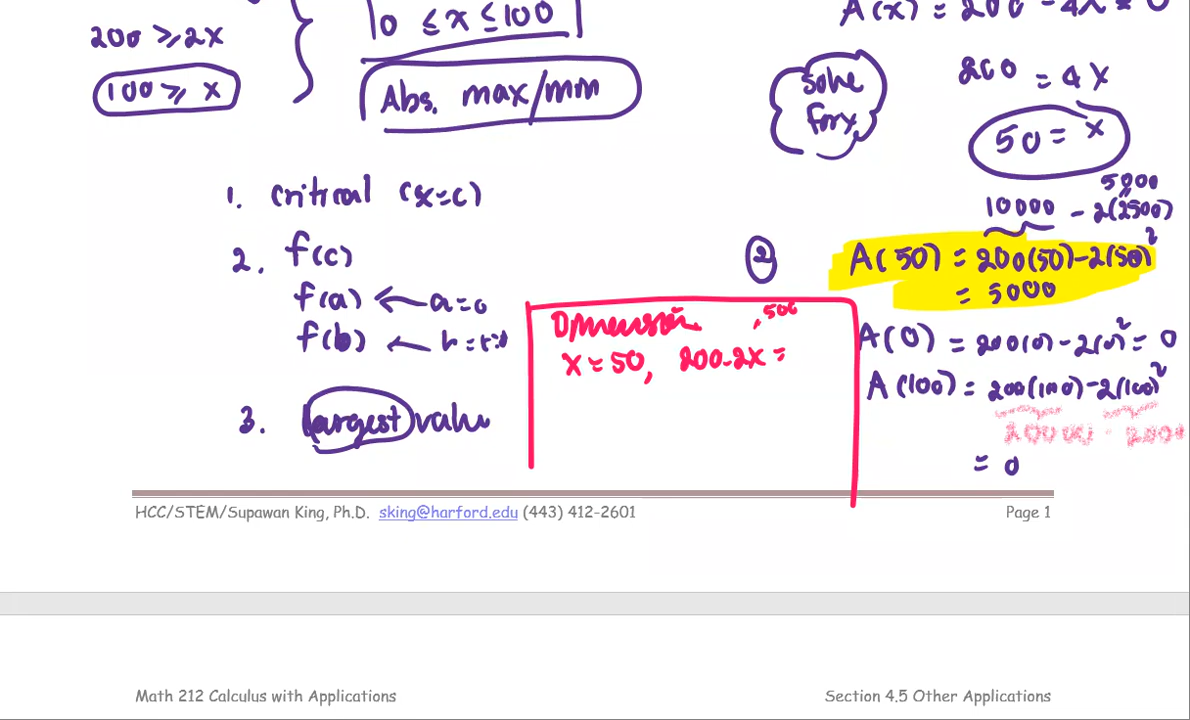 200 ≥ 2x
100 ≥ x
0 ≤ x ≤ 100
Abs. max/min
1. critical (x=c)
2. f(c)
f(a) ← a=0
f(b) ←
3. largest value
Dimension
x = 50, 200-2x =
Solve
for x
A'(x) = 200 - 4x = 0
200 = 4x
50 = x
5000
10000 - 2(2500)
② A(50) = 200(50)-2(50)²
= 5000
A(0) = 200(0)-2(0)² = 0
A(100) = 200(100)-2(100)²
= 0
HCC/STEM/Supawan King, Ph.D. sking@harford.edu (443) 412-2601 Page 1
Math 212 Calculus with Applications Section 4.5 Other Applications